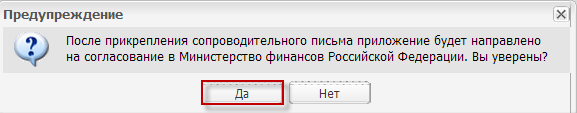 Предупреждение
После прикрепления сопроводительного письма приложение будет направлено
на согласование в Министерство финансов Российской Федерации. Вы уверены?
Да Нет